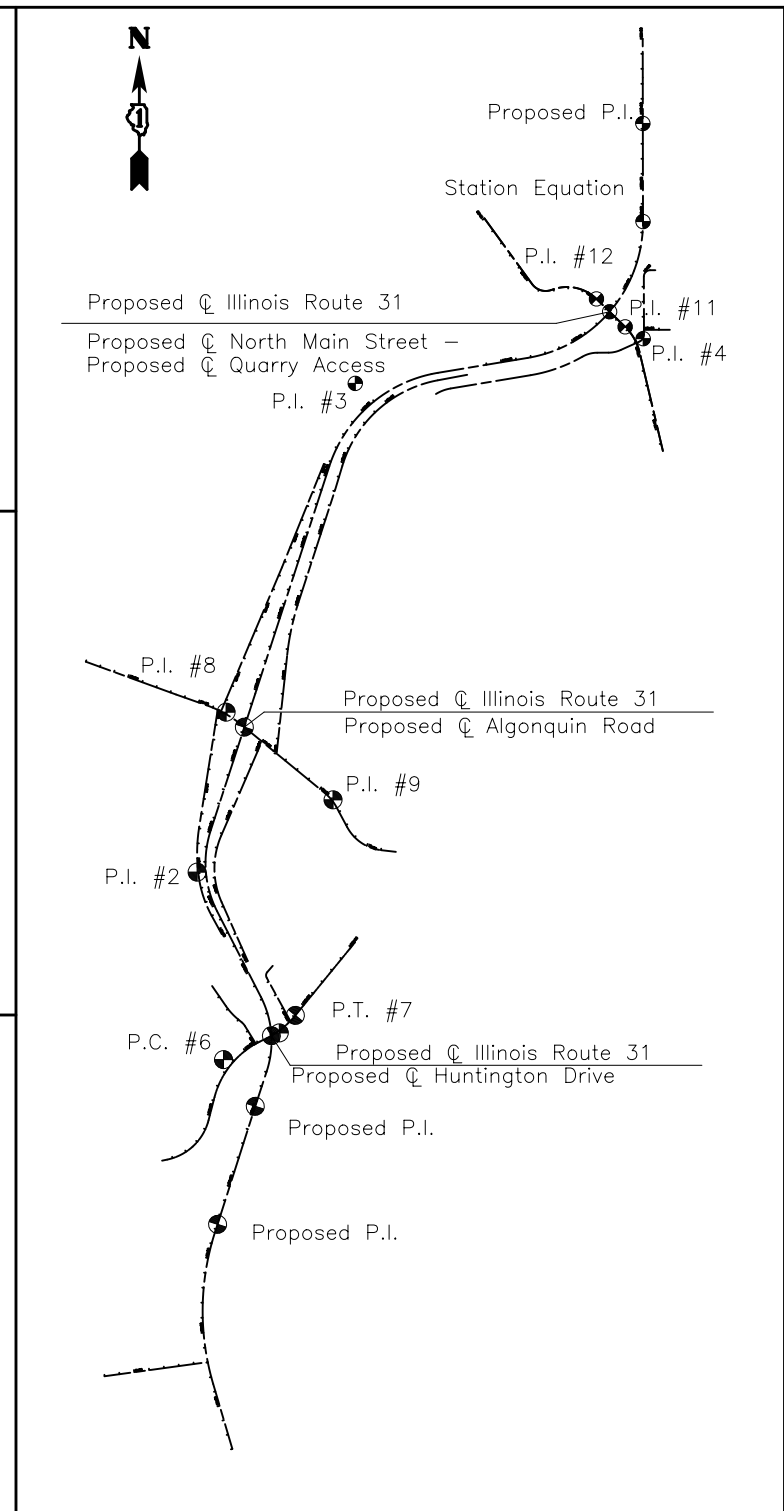 N
1
Proposed P.I.
Station Equation
P.I. #12
Proposed ℄ Illinois Route 31
P.I. #11
Proposed ℄ North Main Street –
P.I. #4
Proposed ℄ Quarry Access
P.I. #3
P.I. #8
Proposed ℄ Illinois Route 31
Proposed ℄ Algonquin Road
P.I. #9
P.I. #2
P.T. #7
P.C. #6
Proposed ℄ Illinois Route 31
Proposed ℄ Huntington Drive
Proposed P.I.
Proposed P.I.